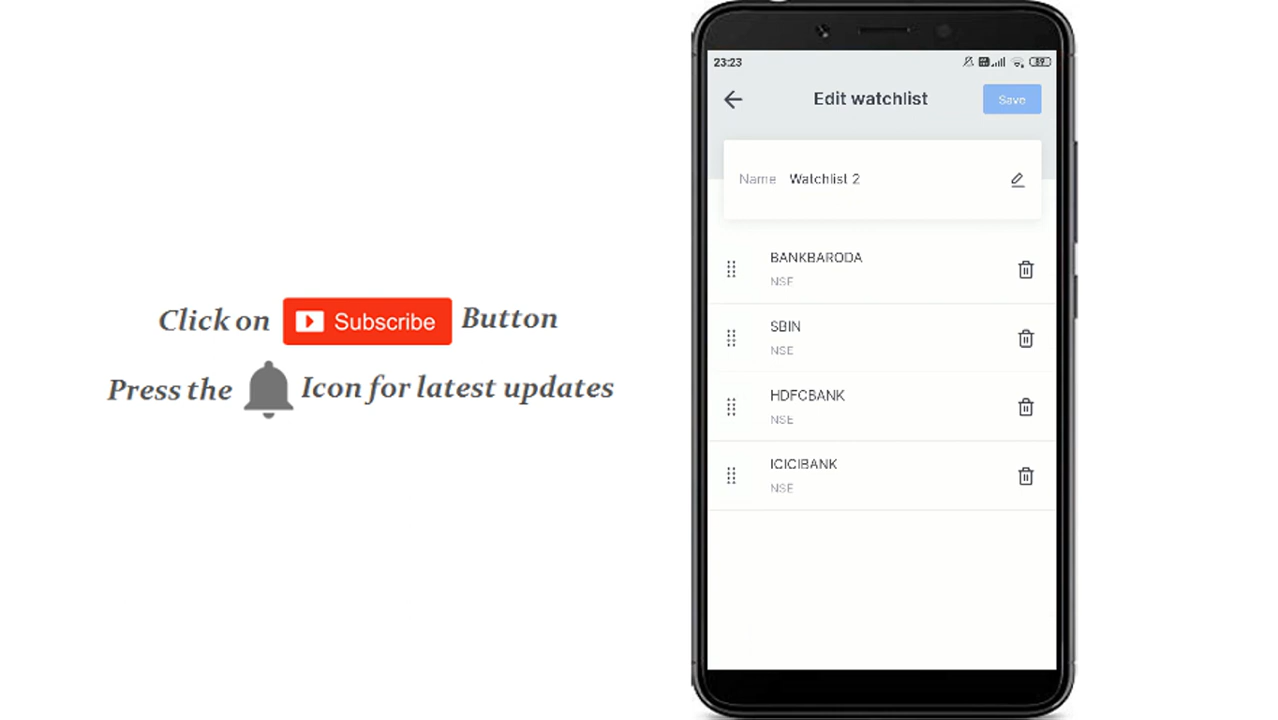 Click on Subscribe Button
Press the Icon for latest updates
23:23
Edit watchlist
Save
Name Watchlist 2
BANKBARODA
NSE
SBIN
NSE
HDFCBANK
NSE
ICICIBANK
NSE